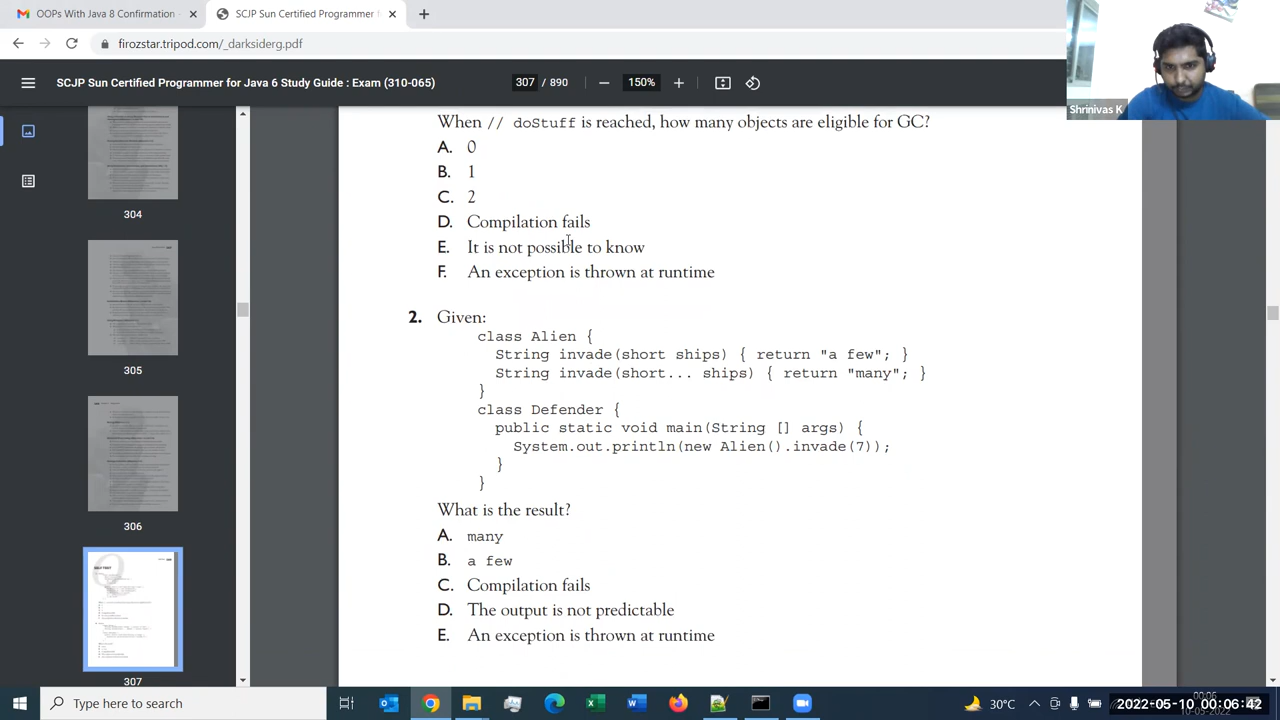 OOPs With Java 8 Confirmation
SCJP Sun Certified Programmer
firozstar.tripod.com/_darksiderg.pdf
SCJP Sun Certified Programmer for Java 6 Study Guide : Exam (310-065)
307 / 890
150%
Shrinivas K
304
305
306
307
When // doStuff is reached, how many objects are eligible for GC?
A. 0
B. 1
C. 2
D. Compilation fails
E. It is not possible to know
F. An exception is thrown at runtime
2. Given:
class Alien {
String invade(short ships) { return "a few"; }
String invade(short... ships) { return "many"; }
}
class Defender {
public static void main(String [] args) {
System.out.println(new Alien().invade(7));
}
}
What is the result?
A. many
B. a few
C. Compilation fails
D. The output is not predictable
E. An exception is thrown at runtime
Type here to search
30°C
00:06
10-05-2022
2022-05-10 00:06:42